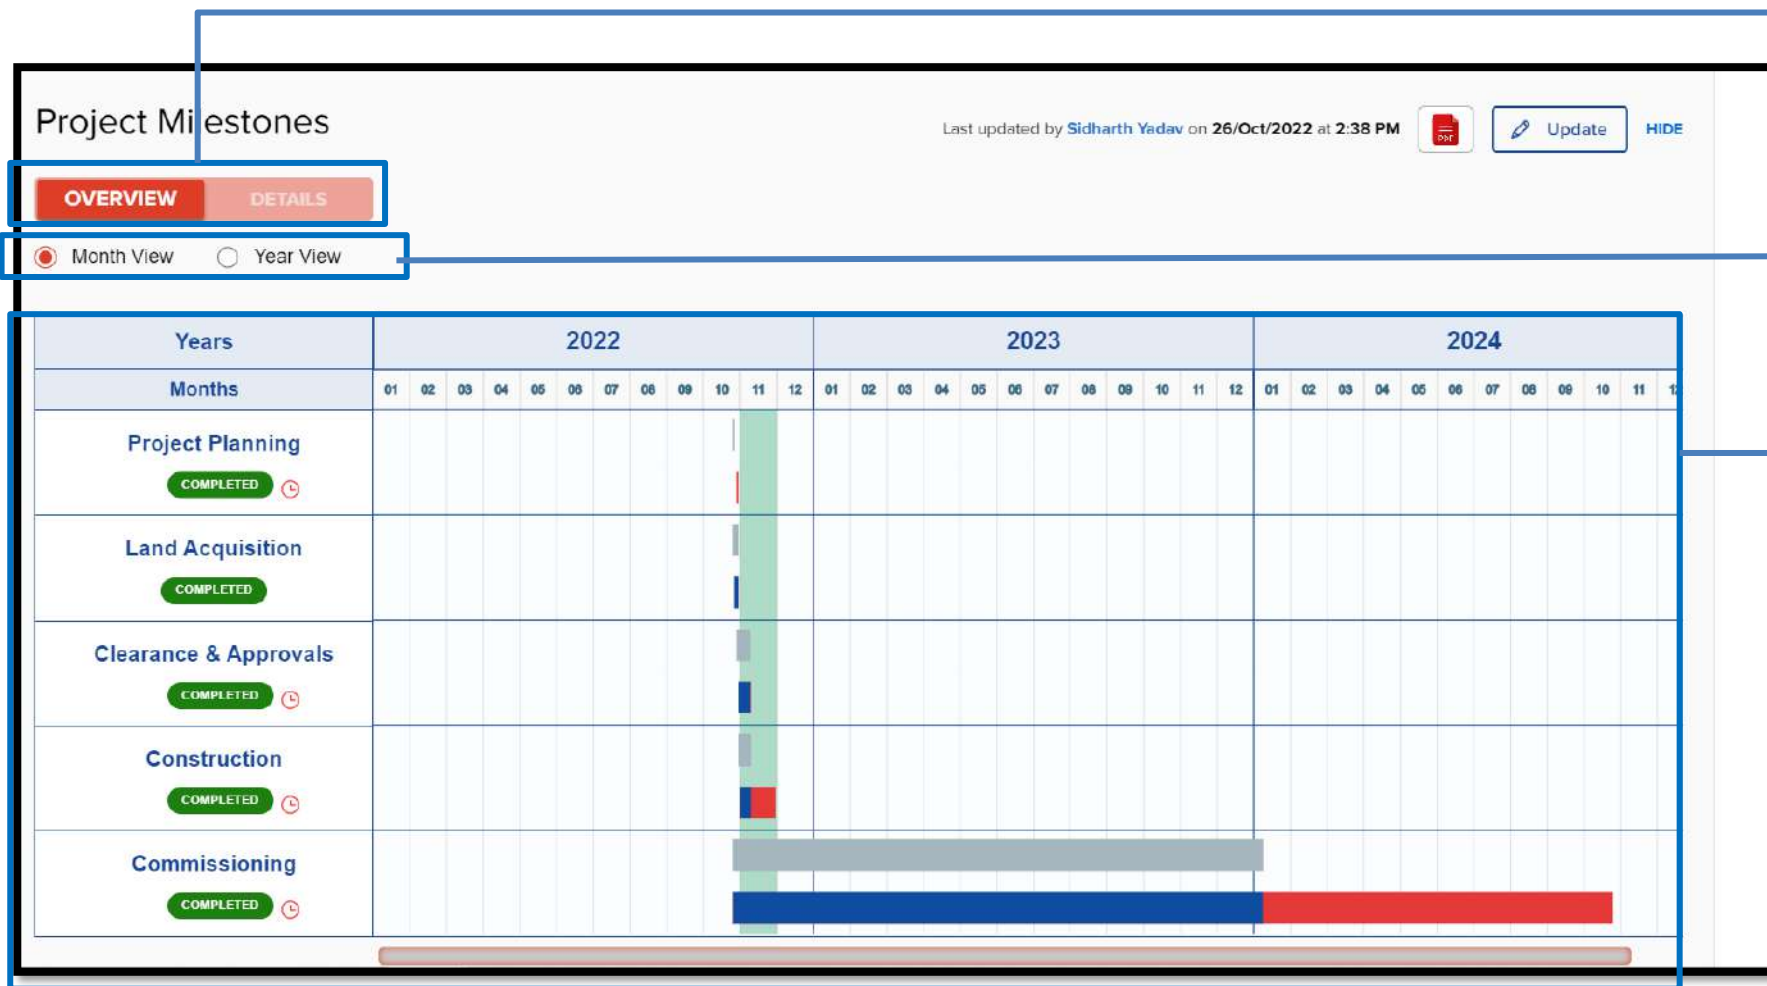 Project Milestones
Last updated by Sidharth Yadav on 26/Oct/2022 at 2:38 PM
PDF
Update
HIDE
OVERVIEW DETAILS
Month View Year View
Years 2022 2023 2024
Months 01 02 03 04 05 06 07 08 09 10 11 12 01 02 03 04 05 06 07 08 09 10 11 12 01 02 03 04 05 06 07 08 09 10 11 12
Project Planning
COMPLETED
Land Acquisition
COMPLETED
Clearance & Approvals
COMPLETED
Construction
COMPLETED
Commissioning
COMPLETED